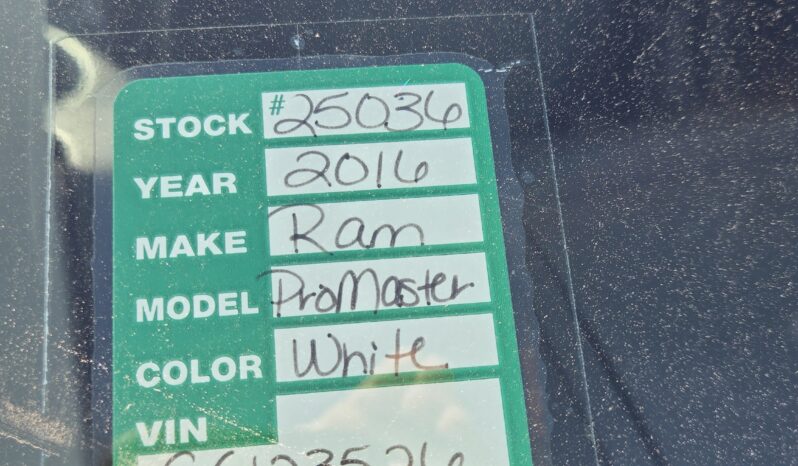 STOCK #25036
YEAR 2016
MAKE Ram
MODEL ProMaster
COLOR White
VIN